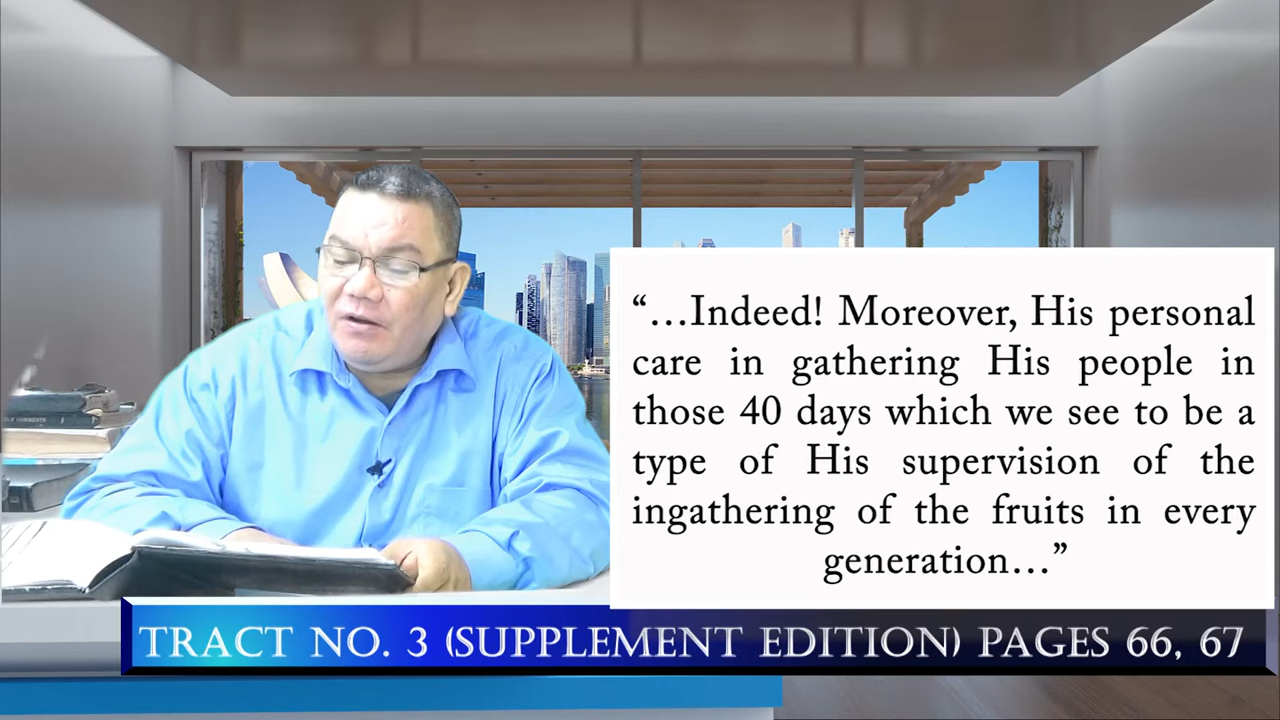 “…Indeed! Moreover, His personal
care in gathering His people in
those 40 days which we see to be a
type of His supervision of the
ingathering of the fruits in every
generation…”
TRACT NO. 3 (SUPPLEMENT EDITION) PAGES 66, 67